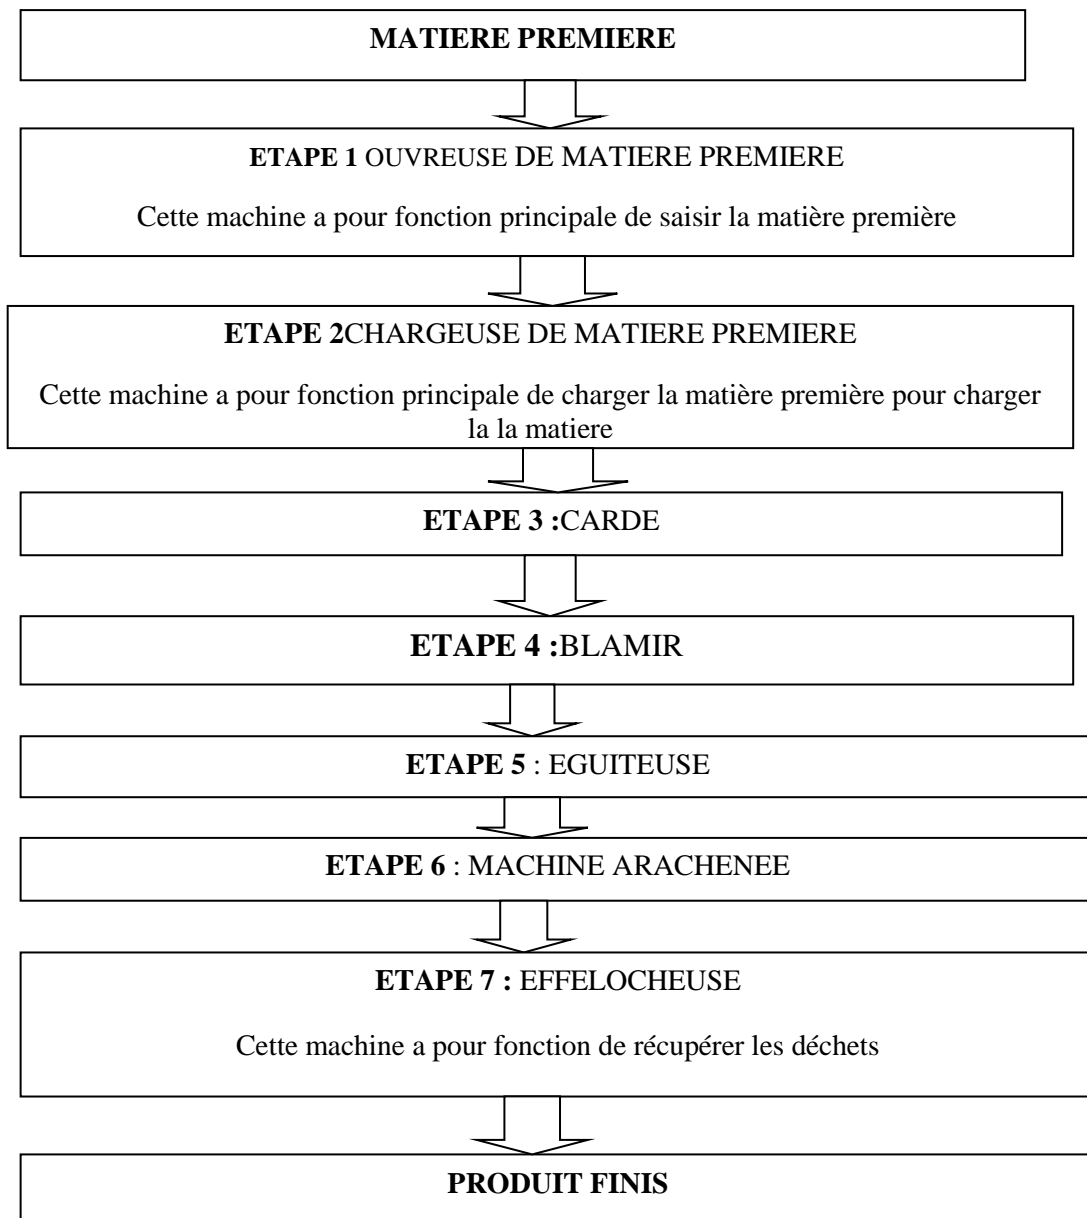 MATIERE PREMIERE
ETAPE 1 OUVREUSE DE MATIERE PREMIERE
Cette machine a pour fonction principale de saisir la matière première
ETAPE 2CHARGEUSE DE MATIERE PREMIERE
Cette machine a pour fonction principale de charger la matière première pour charger
la la matiere
ETAPE 3 :CARDE
ETAPE 4 :BLAMIR
ETAPE 5 : EGUITEUSE
ETAPE 6 : MACHINE ARACHENEE
ETAPE 7 : EFFELOCHEUSE
Cette machine a pour fonction de récupérer les déchets
PRODUIT FINIS